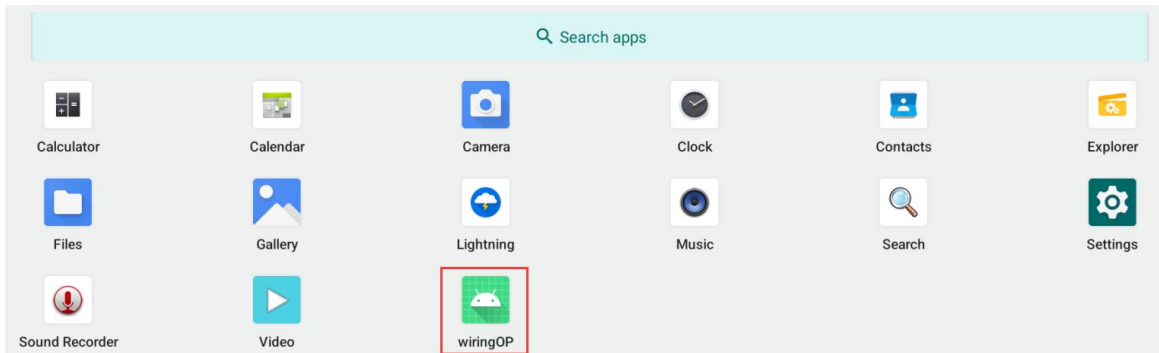 Search apps
Calculator
Calendar
Camera
Clock
Contacts
Explorer
Files
Gallery
Lightning
Music
Search
Settings
Sound Recorder
Video
wiringOP